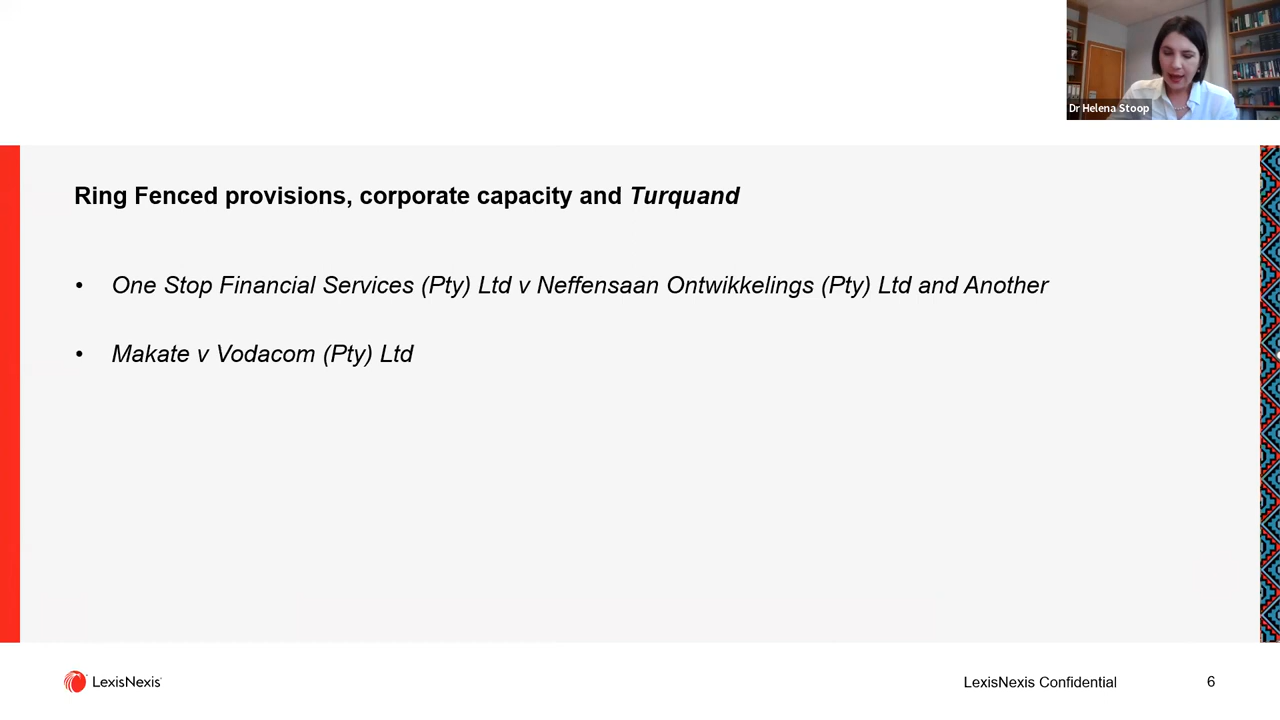 Dr Helena Stoop
Ring Fenced provisions, corporate capacity and Turquand
• One Stop Financial Services (Pty) Ltd v Neffensaan Ontwikkelings (Pty) Ltd and Another
• Makate v Vodacom (Pty) Ltd
LexisNexis
LexisNexis Confidential
6